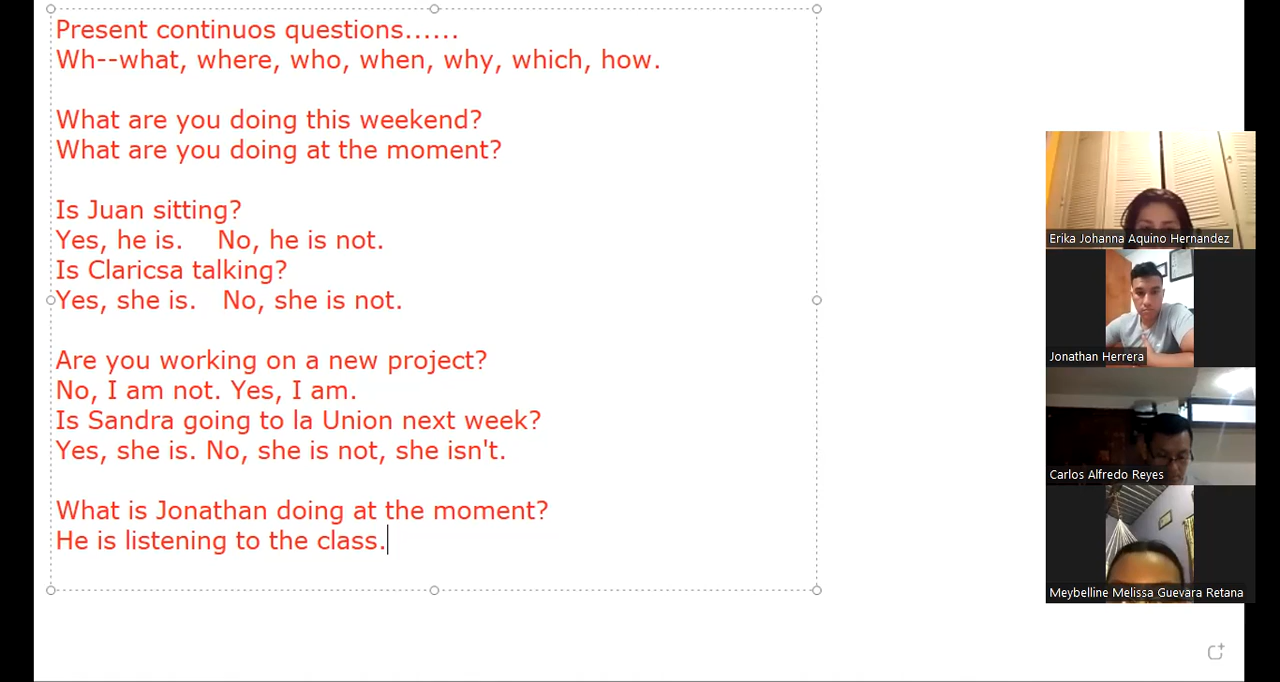 Present continuos questions......
Wh--what, where, who, when, why, which, how.
What are you doing this weekend?
What are you doing at the moment?
Is Juan sitting?
Yes, he is. No, he is not.
Is Claricsa talking?
Yes, she is. No, she is not.
Are you working on a new project?
No, I am not. Yes, I am.
Is Sandra going to la Union next week?
Yes, she is. No, she is not, she isn't.
What is Jonathan doing at the moment?
He is listening to the class.
Erika Johanna Aquino Hernandez
Jonathan Herrera
Carlos Alfredo Reyes
Meybelline Melissa Guevara Retana